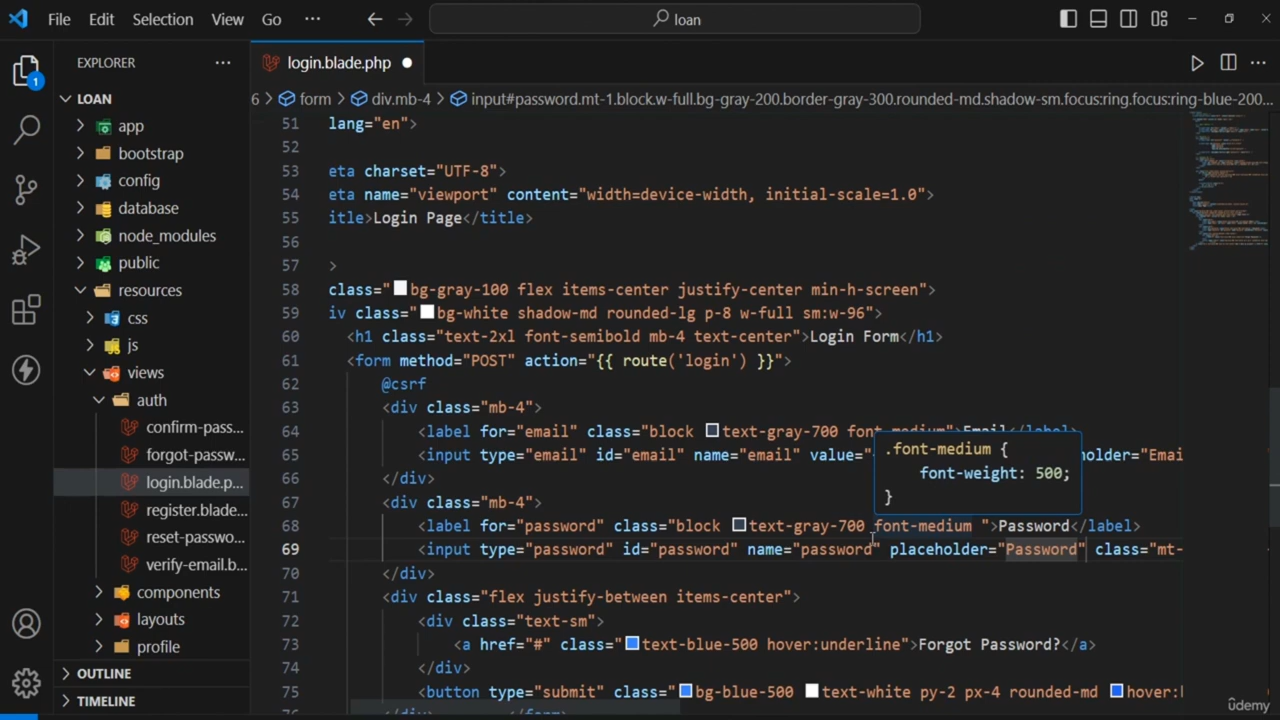 File Edit Selection View Go ··· loan
EXPLORER ···
login.blade.php
LOAN
6 > form > div.mb-4 > input#password.mt-1.block.w-full.bg-gray-200.border-gray-300.rounded-md.shadow-sm.focus:ring.focus:ring-blue-200...
app
bootstrap
config
database
node_modules
public
resources
css
js
views
auth
confirm-pass...
forgot-passw...
login.blade.p...
register.blade...
reset-passwo...
verify-email.b...
components
layouts
profile
OUTLINE
TIMELINE
1
51 lang="en">
52
53 eta charset="UTF-8">
54 eta name="viewport" content="width=device-width, initial-scale=1.0">
55 itle>Login Page</title>
56
57 >
58 class="bg-gray-100 flex items-center justify-center min-h-screen">
59 iv class="bg-white shadow-md rounded-lg p-8 w-full sm:w-96">
60 <h1 class="text-2xl font-semibold mb-4 text-center">Login Form</h1>
61 <form method="POST" action="{{ route('login') }}">
62 @csrf
63 <div class="mb-4">
64 <label for="email" class="block text-gray-700 font-medium">Email</label>
65 <input type="email" id="email" name="email" value= holder="Emai
66 </div>
67 <div class="mb-4">
68 <label for="password" class="block text-gray-700 font-medium ">Password</label>
69 <input type="password" id="password" name="password" placeholder="Password" class="mt-
70 </div>
71 <div class="flex justify-between items-center">
72 <div class="text-sm">
73 <a href="#" class="text-blue-500 hover:underline">Forgot Password?</a>
74 </div>
75 <button type="submit" class="bg-blue-500 text-white py-2 px-4 rounded-md hover:
</form>
.font-medium {
font-weight: 500;
}
ûdemy